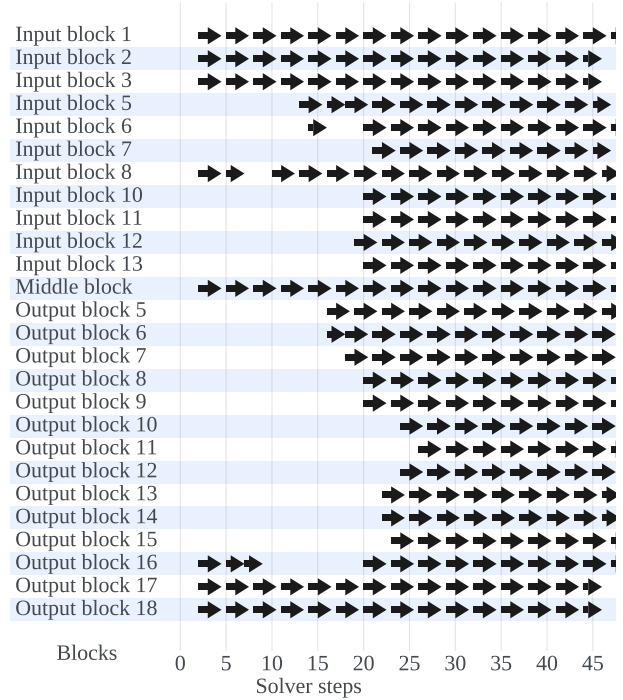 Input block 1
Input block 2
Input block 3
Input block 5
Input block 6
Input block 7
Input block 8
Input block 10
Input block 11
Input block 12
Input block 13
Middle block
Output block 5
Output block 6
Output block 7
Output block 8
Output block 9
Output block 10
Output block 11
Output block 12
Output block 13
Output block 14
Output block 15
Output block 16
Output block 17
Output block 18
Blocks
0 5 10 15 20 25 30 35 40 45
Solver steps